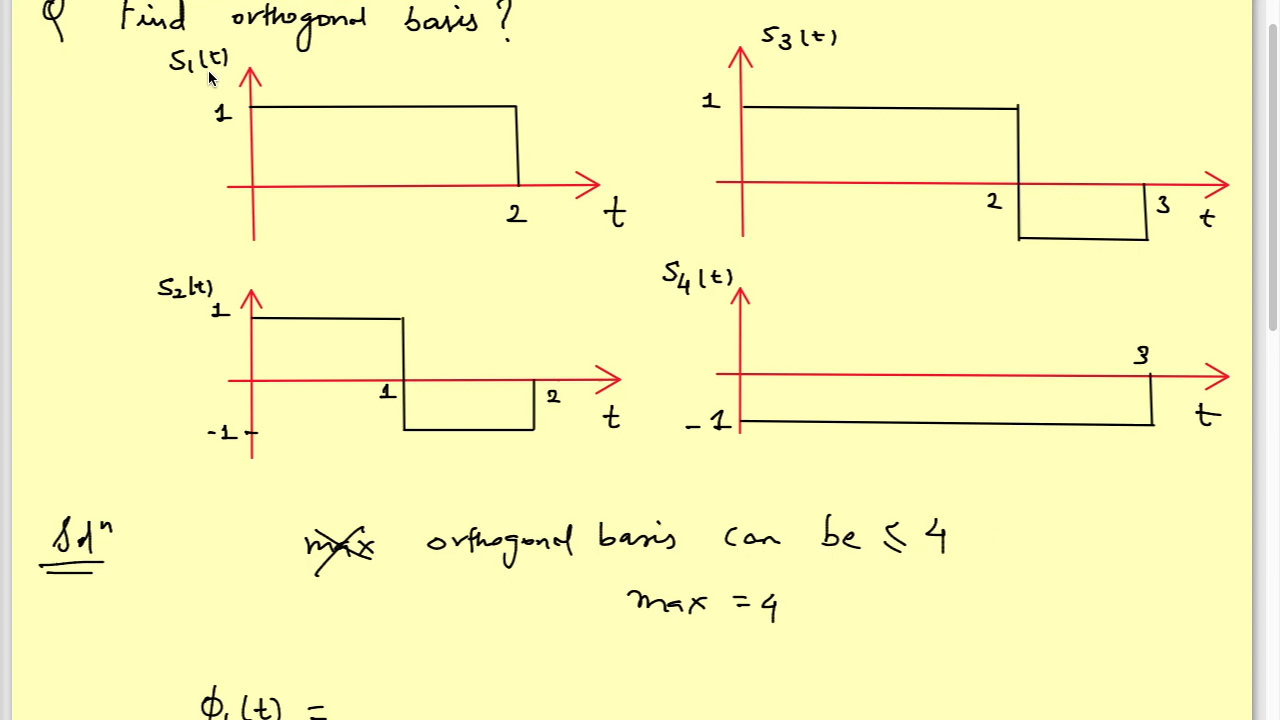 Q Find orthogonal basis?
S1(t)
1
2
t
S3(t)
1
2
3
t
S2(t)
1
1
2
-1
t
S4(t)
3
-1
t
Soln
max orthogonal basis can be ≤ 4
max = 4
ϕ1(t) =